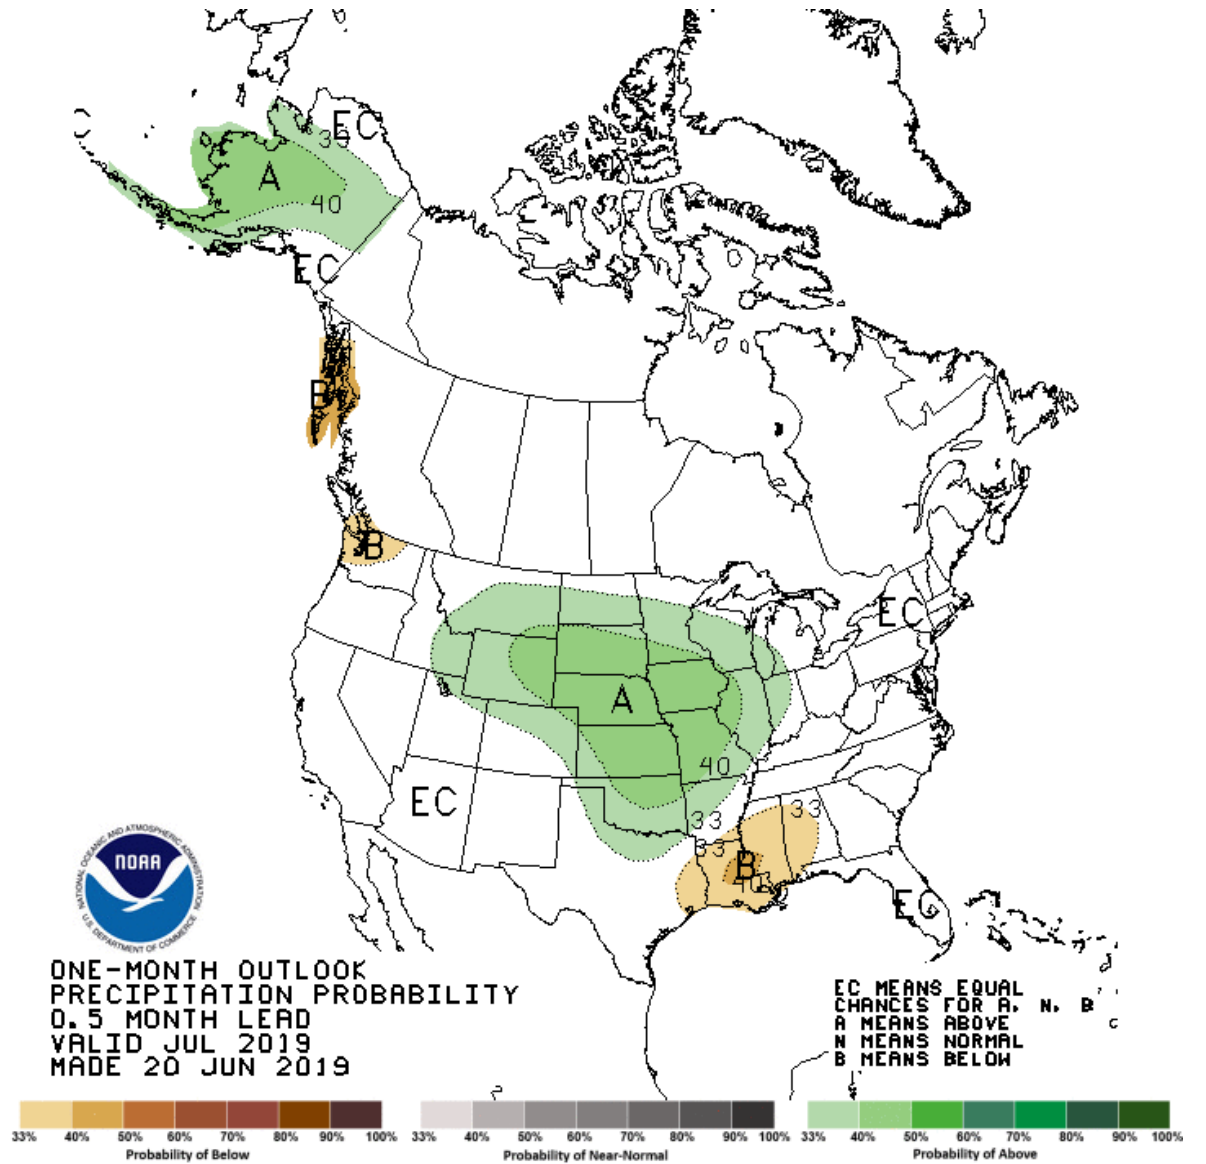 C
EC
33
A
40
EC
B
B
EC
A
40
EC
33
33
33
B
40
EC
NATIONAL OCEANIC AND ATMOSPHERIC ADMINISTRATION
NOAA
U.S. DEPARTMENT OF COMMERCE
ONE-MONTH OUTLOOK
PRECIPITATION PROBABILITY
0.5 MONTH LEAD
VALID JUL 2019
MADE 20 JUN 2019
EC MEANS EQUAL
CHANCES FOR A, N, B
A MEANS ABOVE
N MEANS NORMAL
B MEANS BELOW
33% 40% 50% 60% 70% 80% 90% 100%
Probability of Below
33% 40% 50% 60% 70% 80% 90% 100%
Probability of Near-Normal
33% 40% 50% 60% 70% 80% 90% 100%
Probability of Above